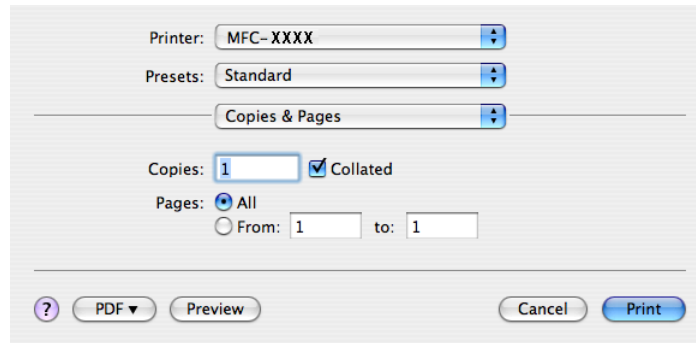 Printer: MFC-XXXX
Presets: Standard
Copies & Pages
Copies: 1 Collated
Pages: All
From: 1 to: 1
? PDF ▼ Preview Cancel Print